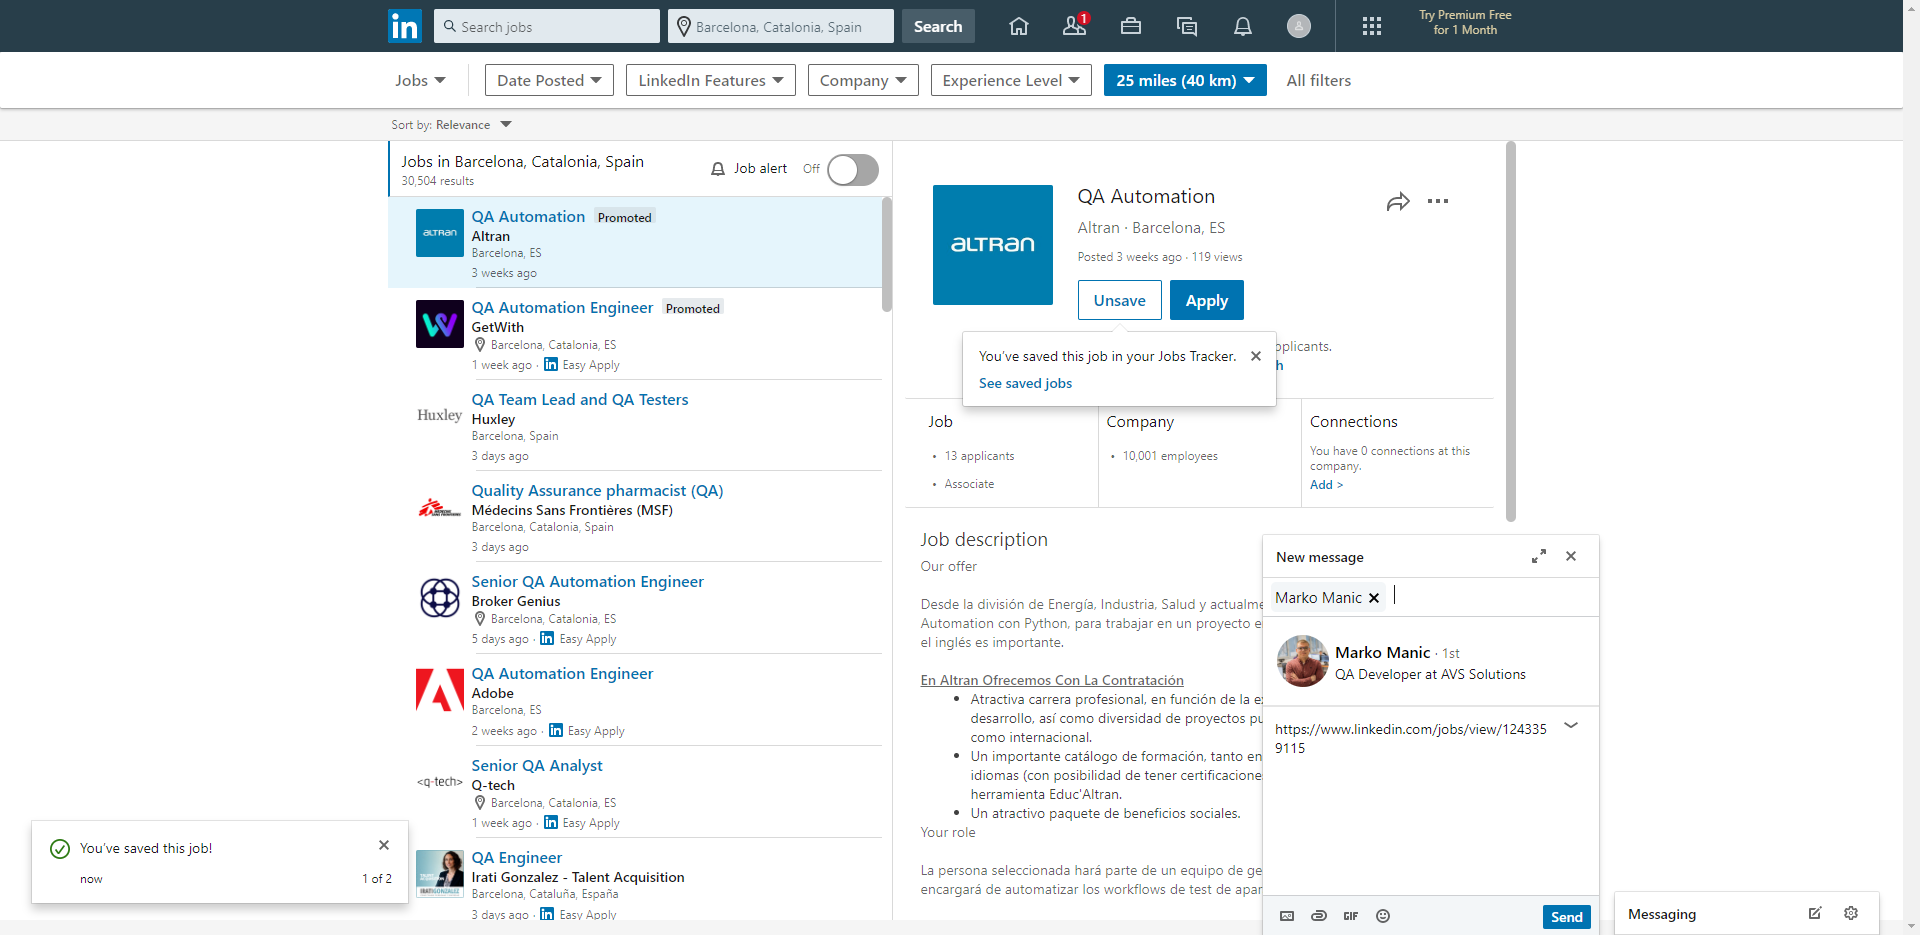 in
Search jobs
Barcelona, Catalonia, Spain
Search
1
Try Premium Free
for 1 Month
Jobs
Date Posted
LinkedIn Features
Company
Experience Level
25 miles (40 km)
All filters
Sort by: Relevance
Jobs in Barcelona, Catalonia, Spain
30,504 results
Job alert
Off
ALTRAN
QA Automation Promoted
Altran
Barcelona, ES
3 weeks ago
QA Automation Engineer Promoted
GetWith
Barcelona, Catalonia, ES
1 week ago · in Easy Apply
Huxley
QA Team Lead and QA Testers
Huxley
Barcelona, Spain
3 days ago
Quality Assurance pharmacist (QA)
Médecins Sans Frontières (MSF)
Barcelona, Catalonia, Spain
3 days ago
Senior QA Automation Engineer
Broker Genius
Barcelona, Catalonia, ES
5 days ago · in Easy Apply
QA Automation Engineer
Adobe
Barcelona, ES
2 weeks ago · in Easy Apply
<q-tech>
Senior QA Analyst
Q-tech
Barcelona, Catalonia, ES
1 week ago · in Easy Apply
QA Engineer
Irati Gonzalez - Talent Acquisition
Barcelona, Cataluña, España
3 days ago · in Easy Apply
ALTRAN
QA Automation
Altran · Barcelona, ES
Posted 3 weeks ago · 119 views
Unsave
Apply
You've saved this job in your Jobs Tracker.
See saved jobs
pplicants.
h
Job
• 13 applicants
• Associate
Company
• 10,001 employees
Connections
You have 0 connections at this
company.
Add >
Job description
Our offer
Desde la división de Energía, Industria, Salud y actualme
Automation con Python, para trabajar en un proyecto e
el inglés es importante.
En Altran Ofrecemos Con La Contratación
• Atractiva carrera profesional, en función de la ex
desarrollo, así como diversidad de proyectos pu
como internacional.
• Un importante catálogo de formación, tanto en
idiomas (con posibilidad de tener certificacione
herramienta Educ'Altran.
• Un atractivo paquete de beneficios sociales.
Your role
La persona seleccionada hará parte de un equipo de ge
encargará de automatizar los workflows de test de apar
New message
Marko Manic
Marko Manic · 1st
QA Developer at AVS Solutions
https://www.linkedin.com/jobs/view/124335
9115
GIF
Send
Messaging
You've saved this job!
now
1 of 2